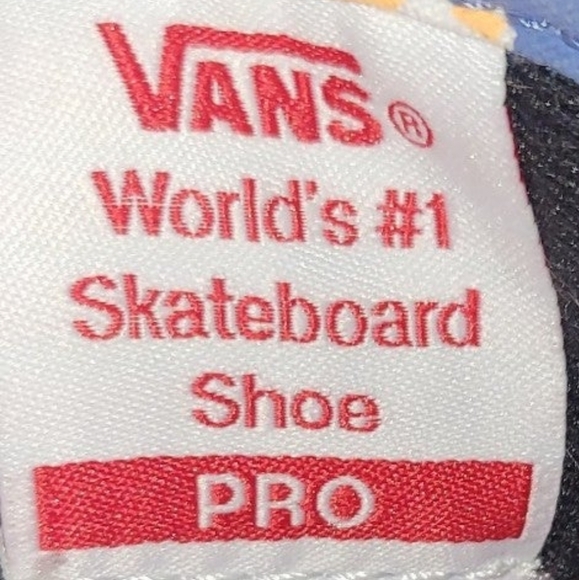 VANS®
World's #1
Skateboard
Shoe
PRO